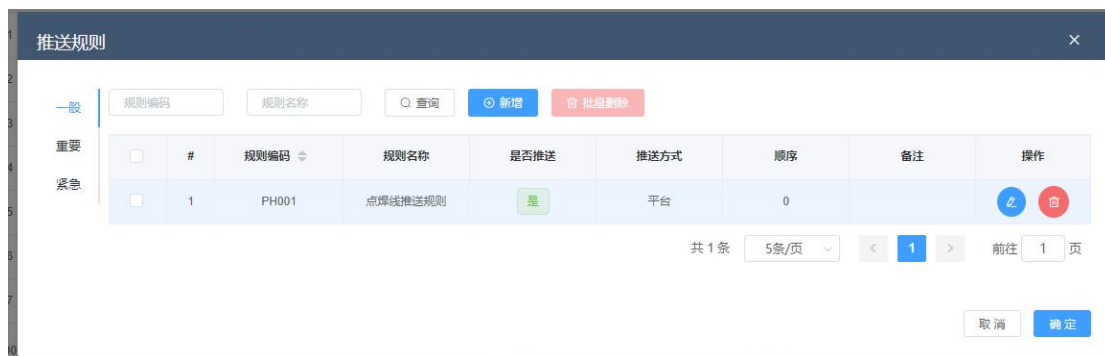 推送规则
一般
重要
紧急
规则编码 规则名称 查询 新增 批量删除
# 规则编码 规则名称 是否推送 推送方式 顺序 备注 操作
1 PH001 点焊线推送规则 是 平台 0
共 1 条 5条/页 1 前往 1 页
取消 确定